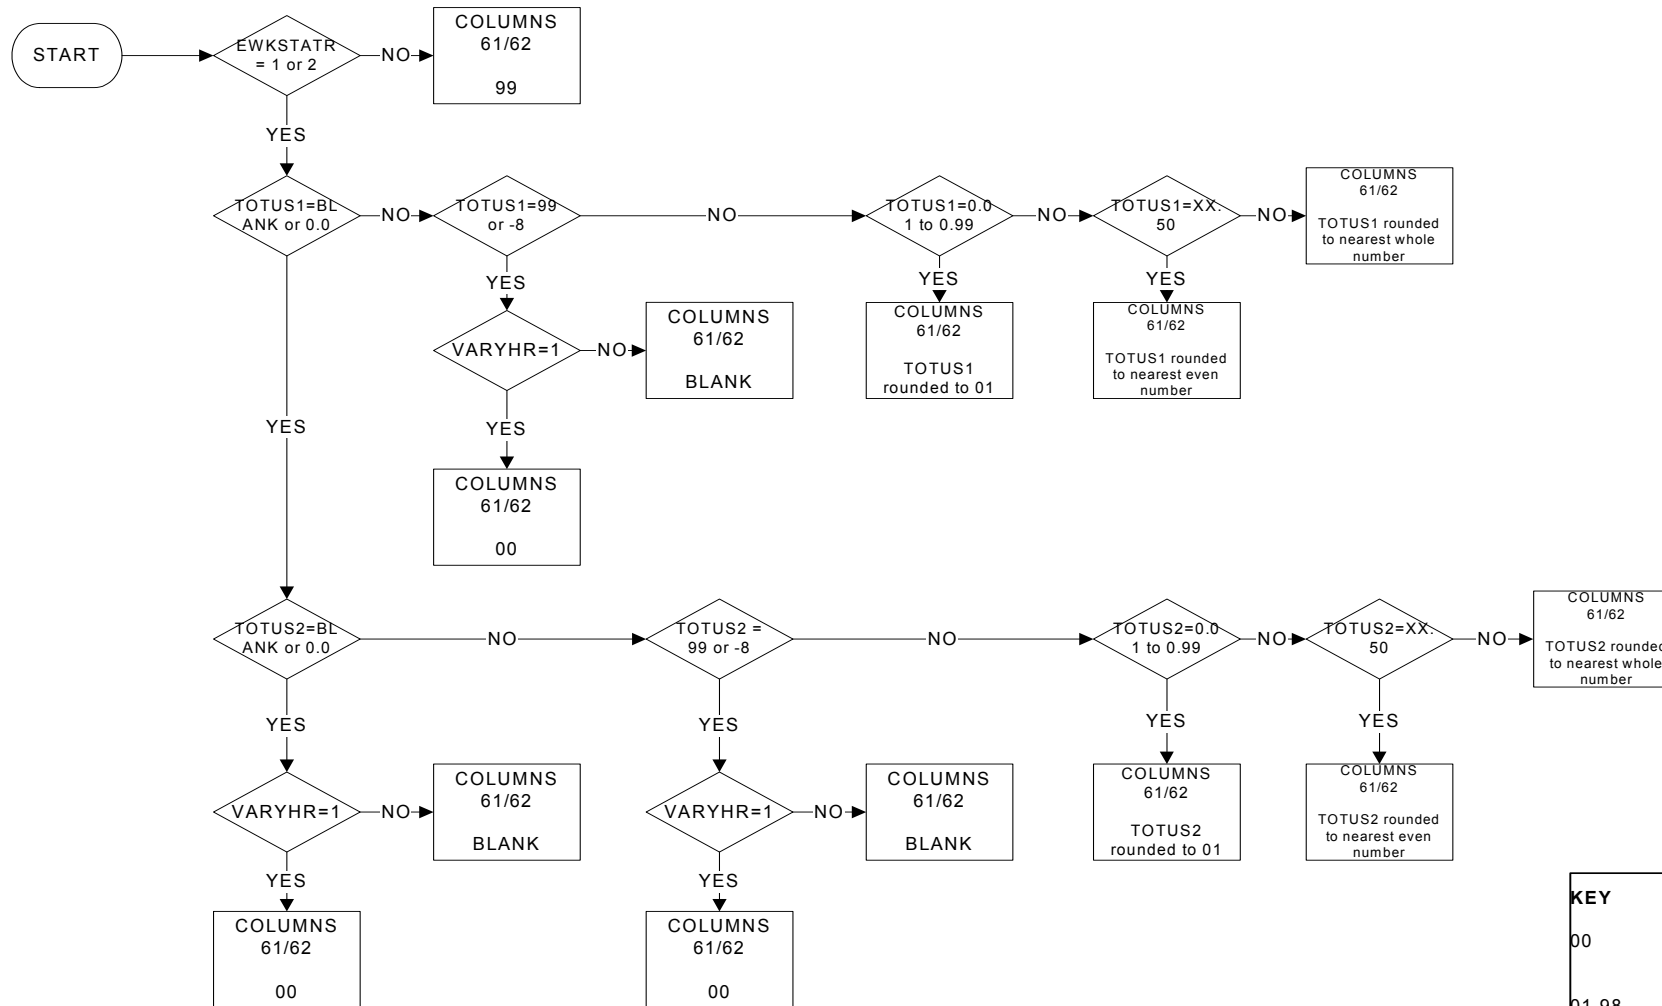 START
EWKSTATR
= 1 or 2
NO
COLUMNS
61/62
99
YES
TOTUS1=BL
ANK or 0.0
NO
TOTUS1=99
or -8
NO
TOTUS1=0.0
1 to 0.99
NO
TOTUS1=XX.
50
NO
COLUMNS
61/62
TOTUS1 rounded
to nearest whole
number
YES
YES
YES
COLUMNS
61/62
TOTUS1
rounded to 01
COLUMNS
61/62
TOTUS1 rounded
to nearest even
number
VARYHR=1
NO
COLUMNS
61/62
BLANK
YES
YES
COLUMNS
61/62
00
TOTUS2=BL
ANK or 0.0
NO
TOTUS2 =
99 or -8
NO
TOTUS2=0.0
1 to 0.99
NO
TOTUS2=XX.
50
NO
COLUMNS
61/62
TOTUS2 rounded
to nearest whole
number
YES
YES
YES
YES
VARYHR=1
NO
COLUMNS
61/62
BLANK
VARYHR=1
NO
COLUMNS
61/62
BLANK
COLUMNS
61/62
TOTUS2
rounded to 01
COLUMNS
61/62
TOTUS2 rounded
to nearest even
number
YES
YES
COLUMNS
61/62
00
COLUMNS
61/62
00
KEY
00
01-98